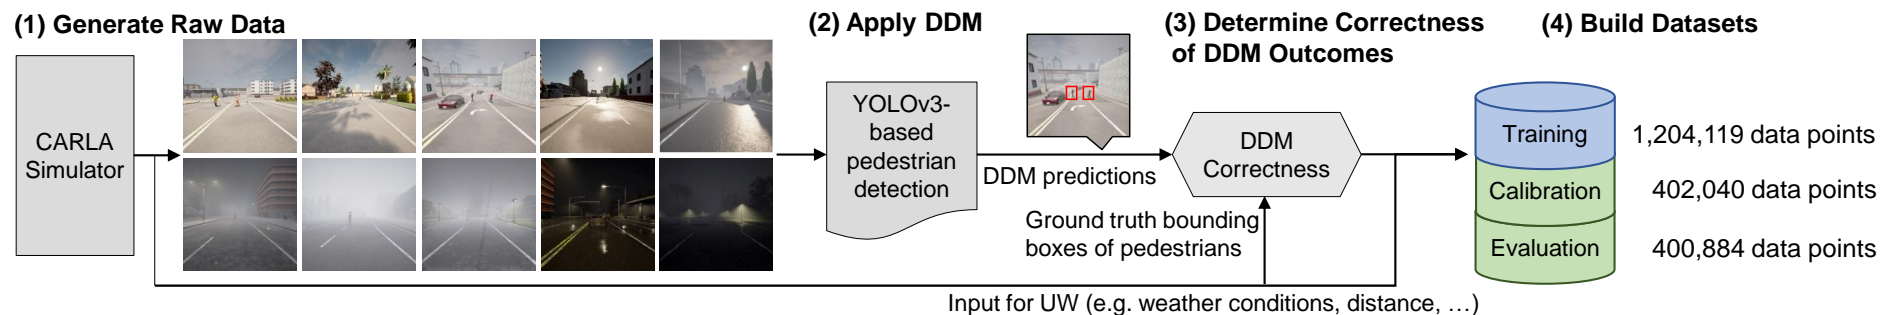 (1) Generate Raw Data
CARLA
Simulator
(2) Apply DDM
YOLOv3-
based
pedestrian
detection
DDM predictions
(3) Determine Correctness
of DDM Outcomes
DDM
Correctness
Ground truth bounding
boxes of pedestrians
Input for UW (e.g. weather conditions, distance, …)
(4) Build Datasets
Training
1,204,119 data points
Calibration
402,040 data points
Evaluation
400,884 data points